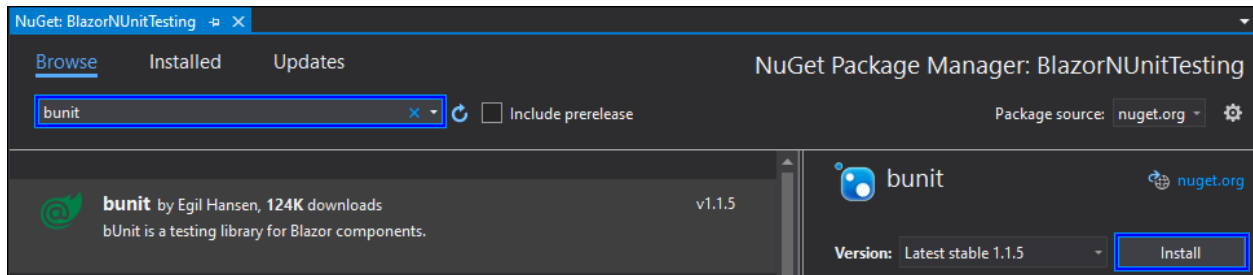 NuGet: BlazorNUnitTesting
Browse Installed Updates
NuGet Package Manager: BlazorNUnitTesting
bunit
Include prerelease
Package source: nuget.org
bunit by Egil Hansen, 124K downloads v1.1.5
bUnit is a testing library for Blazor components.
bunit
nuget.org
Version: Latest stable 1.1.5
Install